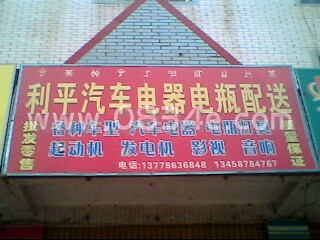 利平汽车电器电瓶配送
批发零售
各种车型 汽车电器 电瓶灯具
起动机 发电机 影视 音响
质量保证
电话:13778636848 13458784767